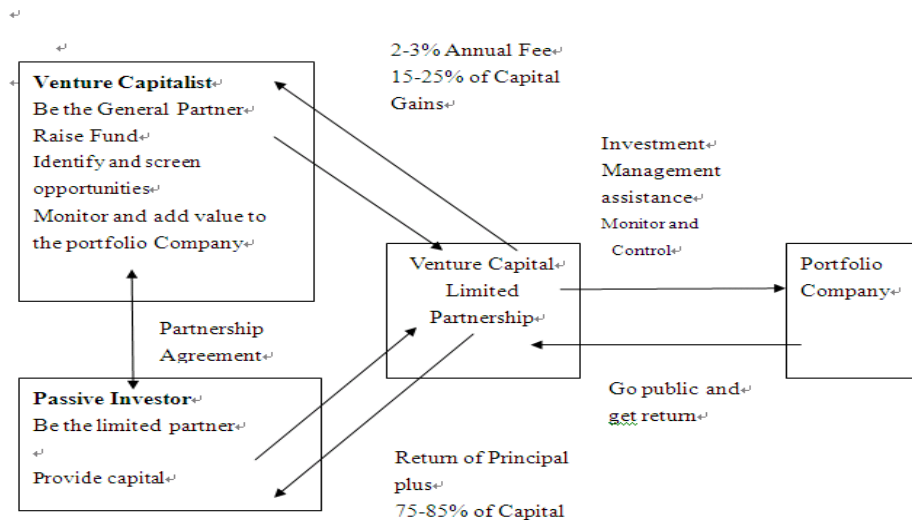 Venture Capitalist
Be the General Partner
Raise Fund
Identify and screen
opportunities
Monitor and add value to
the portfolio Company
2-3% Annual Fee
15-25% of Capital
Gains
Investment
Management
assistance
Monitor and
Control
Venture Capital
Limited
Partnership
Portfolio
Company
Partnership
Agreement
Go public and
get return
Passive Investor
Be the limited partner
Provide capital
Return of Principal
plus
75-85% of Capital